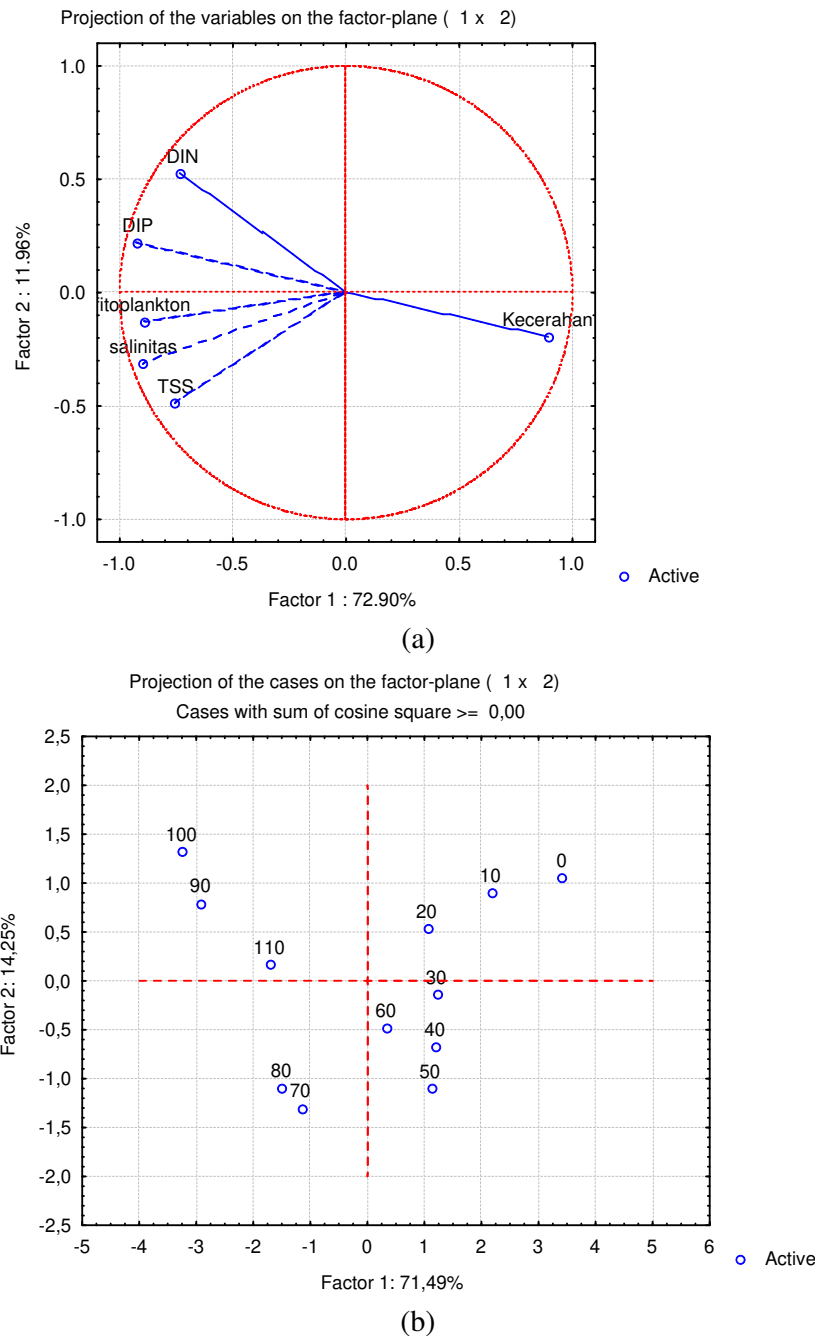 Projection of the variables on the factor-plane ( 1 x 2)
1.0
DIN
0.5
DIP
0.0
itoplankton
Kecerahan
salinitas
TSS
-0.5
-1.0
Factor 2 : 11.96%
-1.0 -0.5 0.0 0.5 1.0
Active
Factor 1 : 72.90%
(a)
Projection of the cases on the factor-plane ( 1 x 2)
Cases with sum of cosine square >= 0,00
2,5
2,0
1,5
1,0
0,5
0,0
-0,5
-1,0
-1,5
-2,0
-2,5
Factor 2: 14,25%
100
0
90
10
20
110
30
60
40
80
50
70
-5 -4 -3 -2 -1 0 1 2 3 4 5 6
Active
Factor 1: 71,49%
(b)